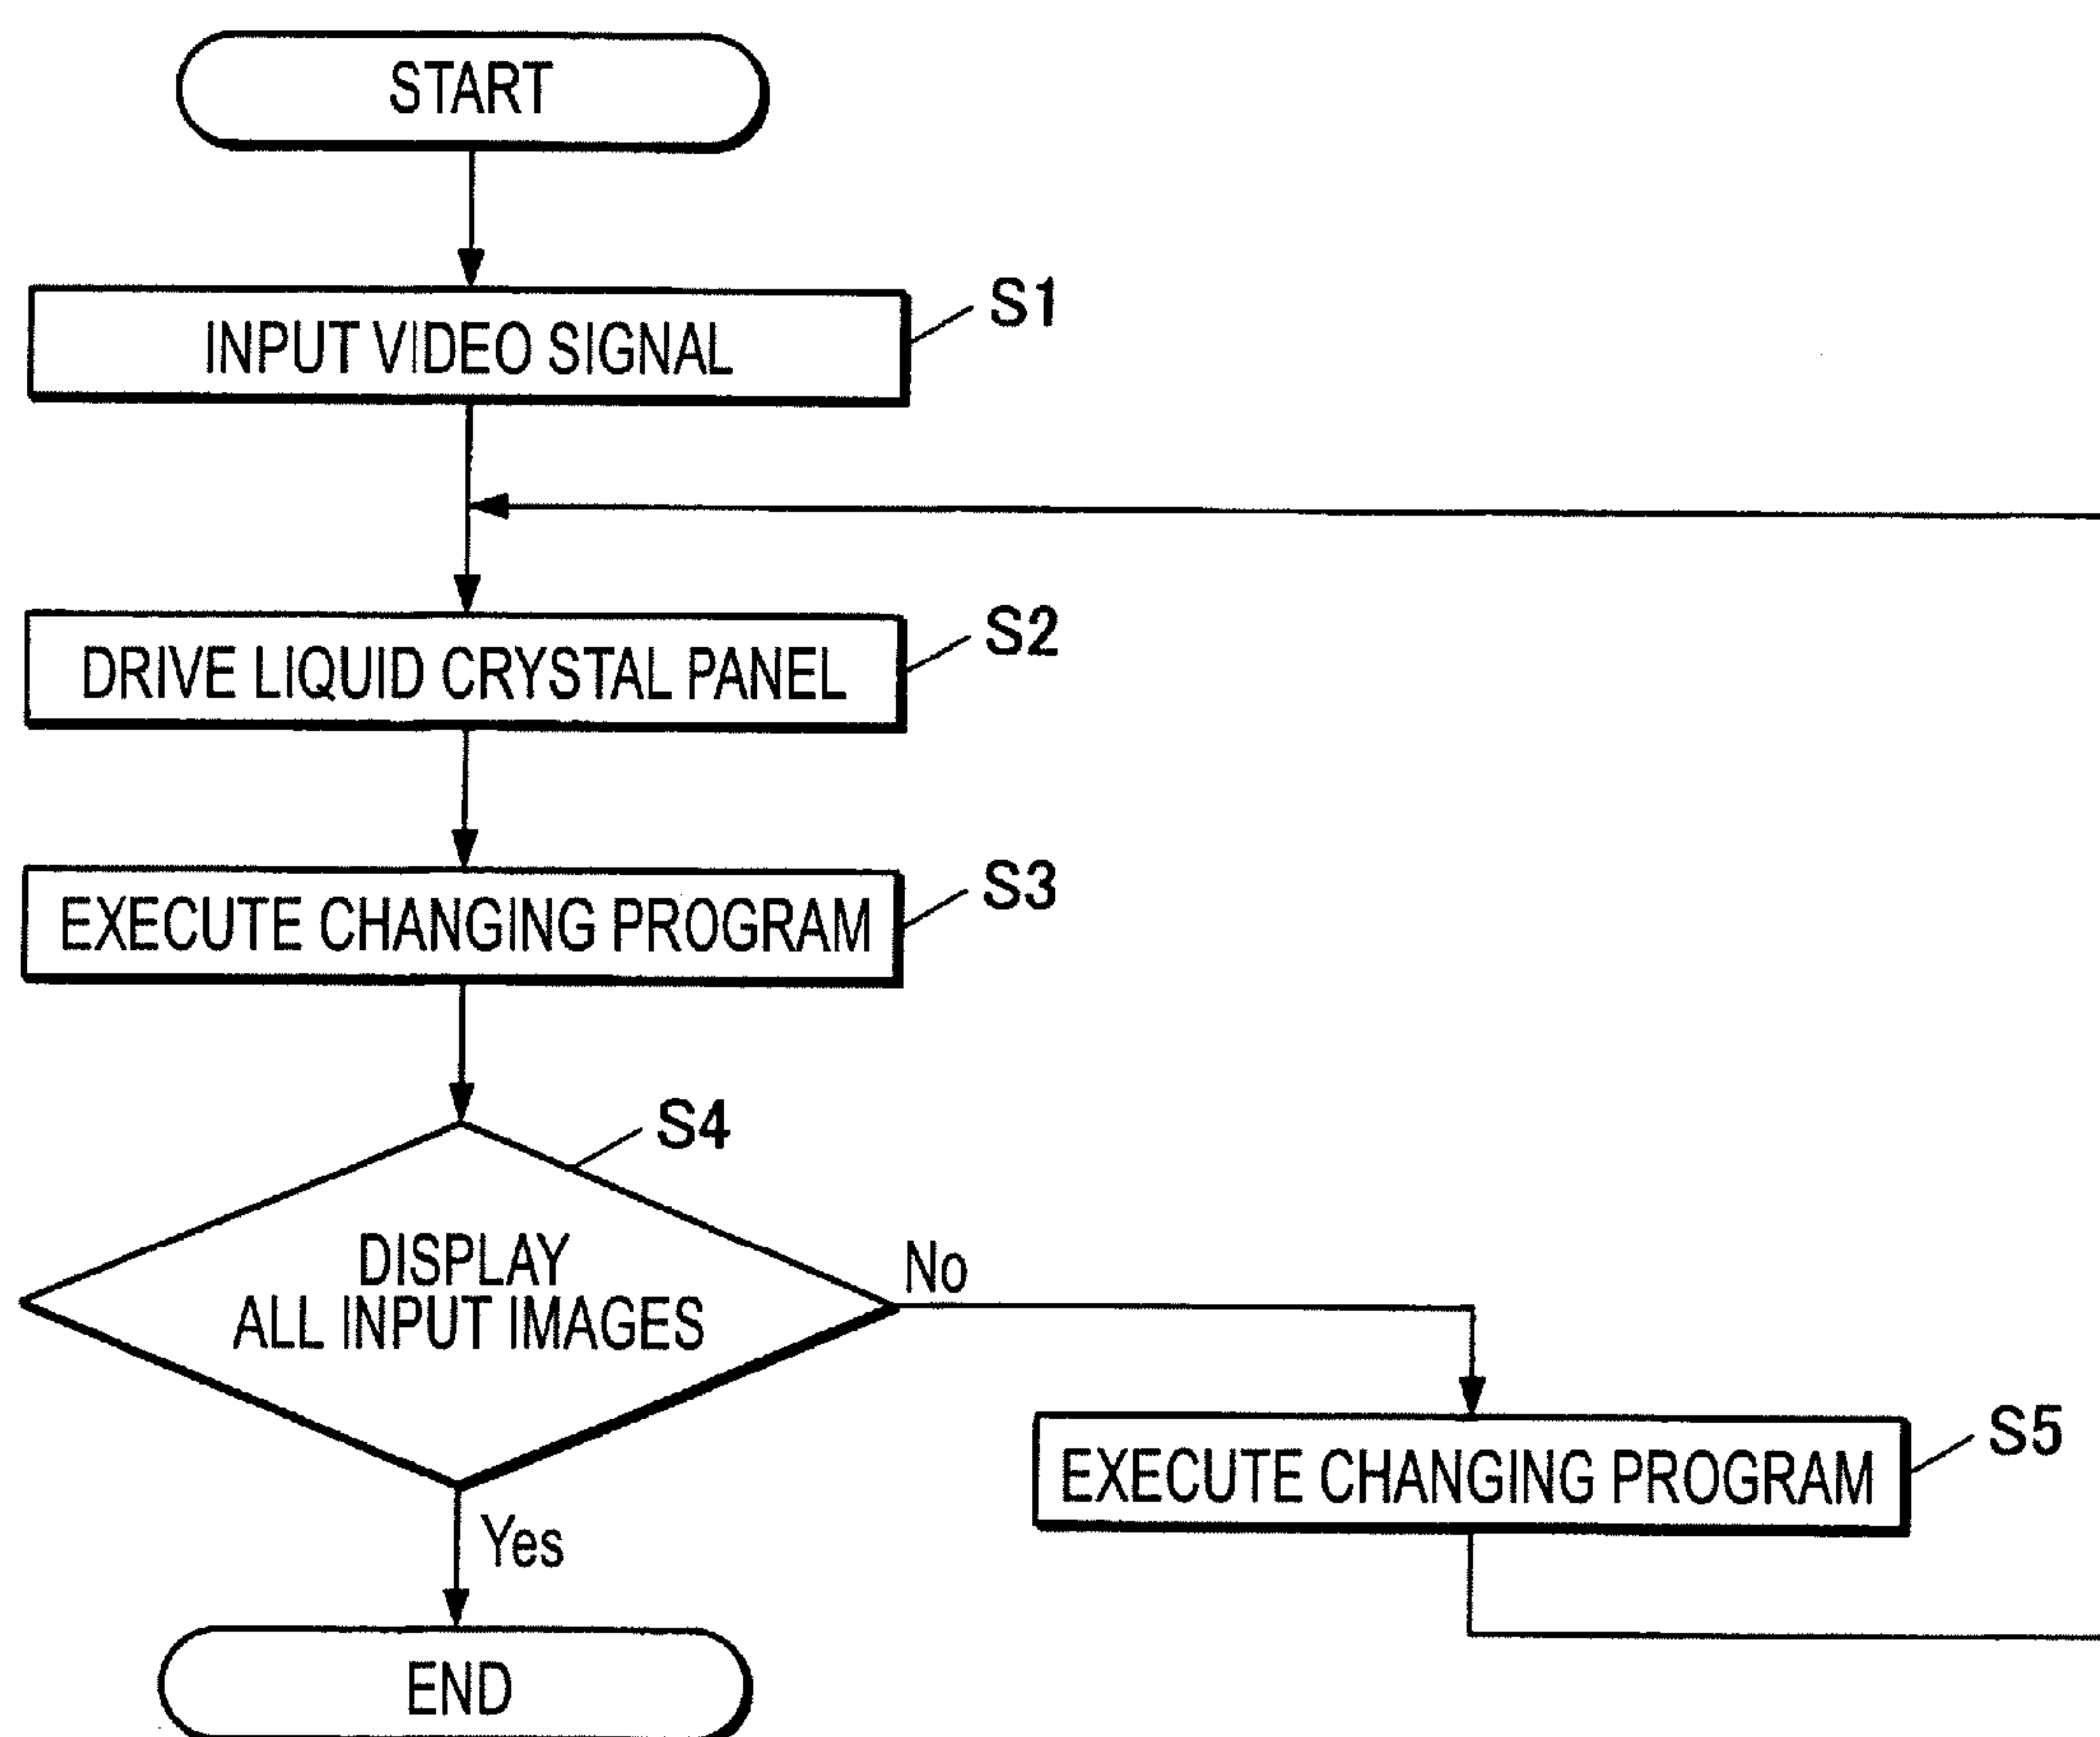 START
INPUT VIDEO SIGNAL
S1
DRIVE LIQUID CRYSTAL PANEL
S2
EXECUTE CHANGING PROGRAM
S3
S4
DISPLAY
ALL INPUT IMAGES
No
EXECUTE CHANGING PROGRAM
S5
Yes
END